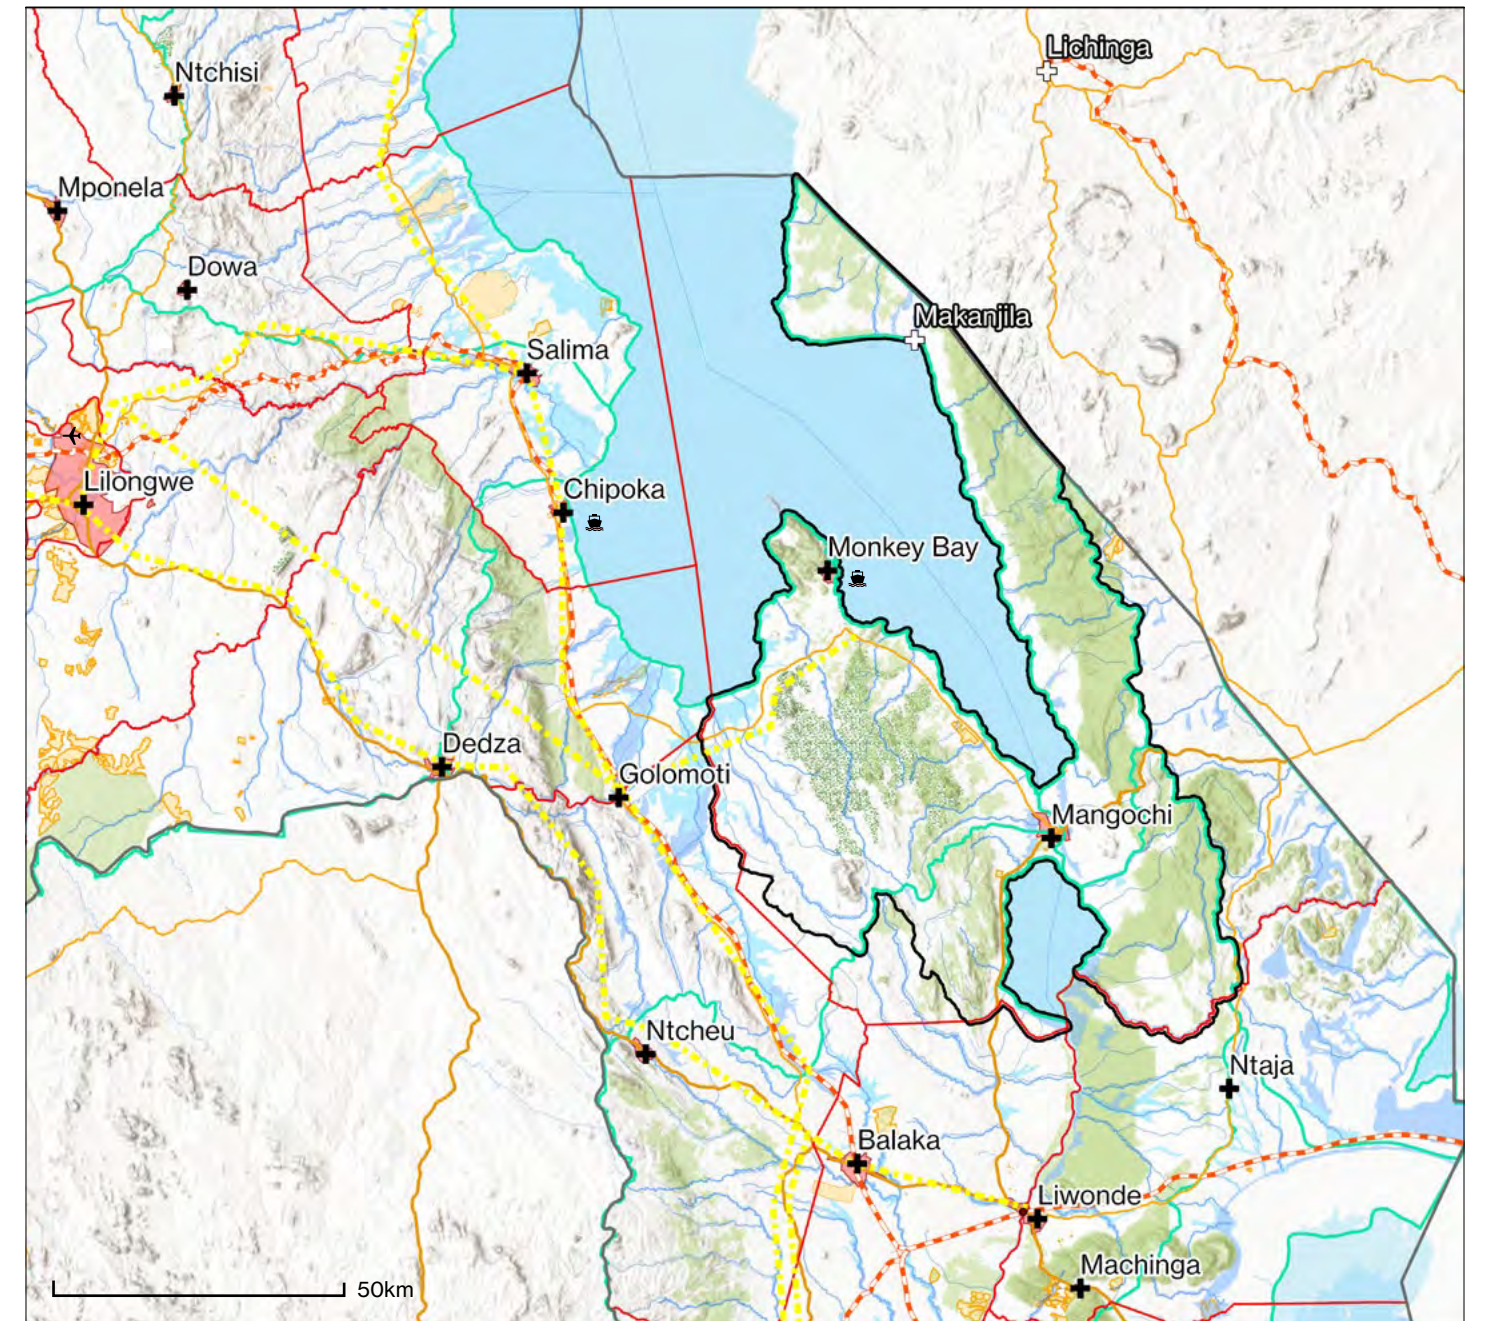 Lichinga
Ntchisi
Mponela
Dowa
Makanjila
Salima
Lilongwe
Chipoka
Monkey Bay
Dedza
Golomoti
Mangochi
Ntcheu
Ntaja
Balaka
Liwonde
Machinga
50km